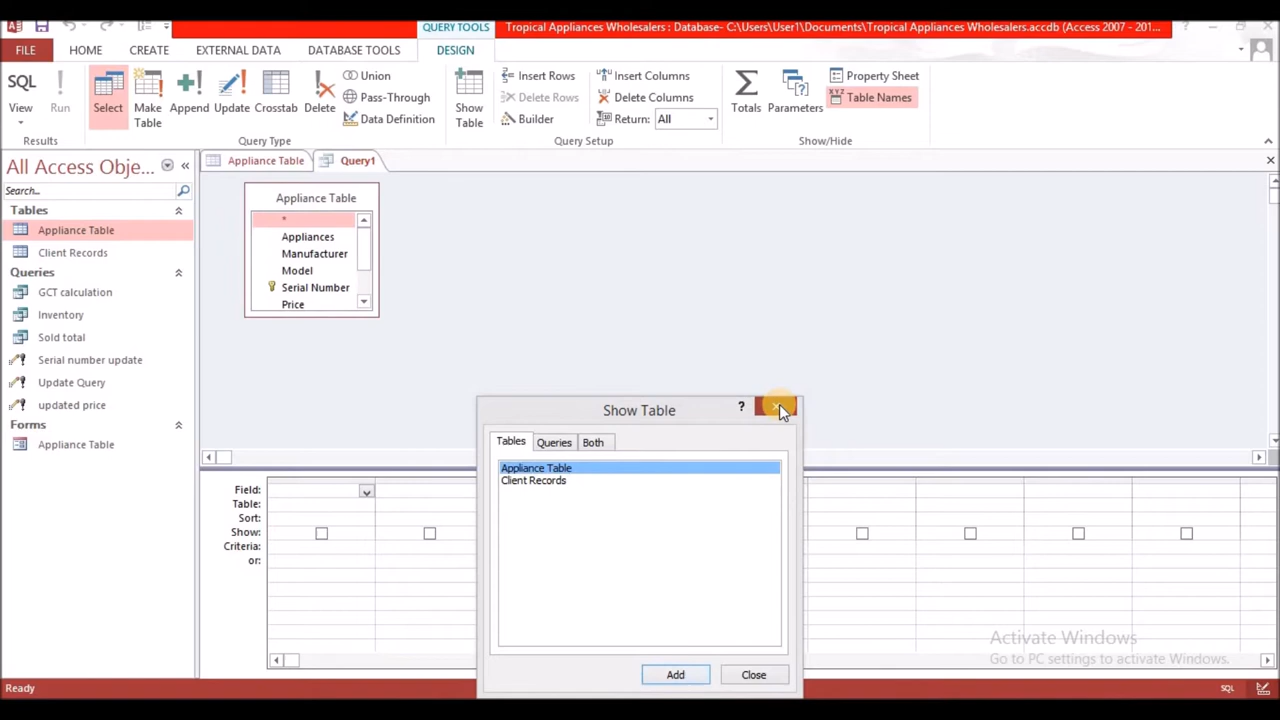 QUERY TOOLS
Tropical Appliances Wholesalers : Database- C:\Users\User1\Documents\Tropical Appliances Wholesalers.accdb (Access 2007 - 201...
FILE HOME CREATE EXTERNAL DATA DATABASE TOOLS DESIGN
SQL
View
Run
Results
Select
Make
Table
Append
Update
Crosstab
Delete
Union
Pass-Through
Data Definition
Query Type
Show
Table
Insert Rows
Delete Rows
Builder
Insert Columns
Delete Columns
Return: All
Query Setup
Totals
Parameters
Property Sheet
XYZ Table Names
Show/Hide
All Access Obje...
Search...
Tables
Appliance Table
Client Records
Queries
GCT calculation
Inventory
Sold total
Serial number update
Update Query
updated price
Forms
Appliance Table
Appliance Table
Query1
Appliance Table
*
Appliances
Manufacturer
Model
Serial Number
Price
Show Table
?
Tables Queries Both
Appliance Table
Client Records
Add
Close
Field:
Table:
Sort:
Show:
Criteria:
or:
Activate Windows
Go to PC settings to activate Windows.
Ready
SQL